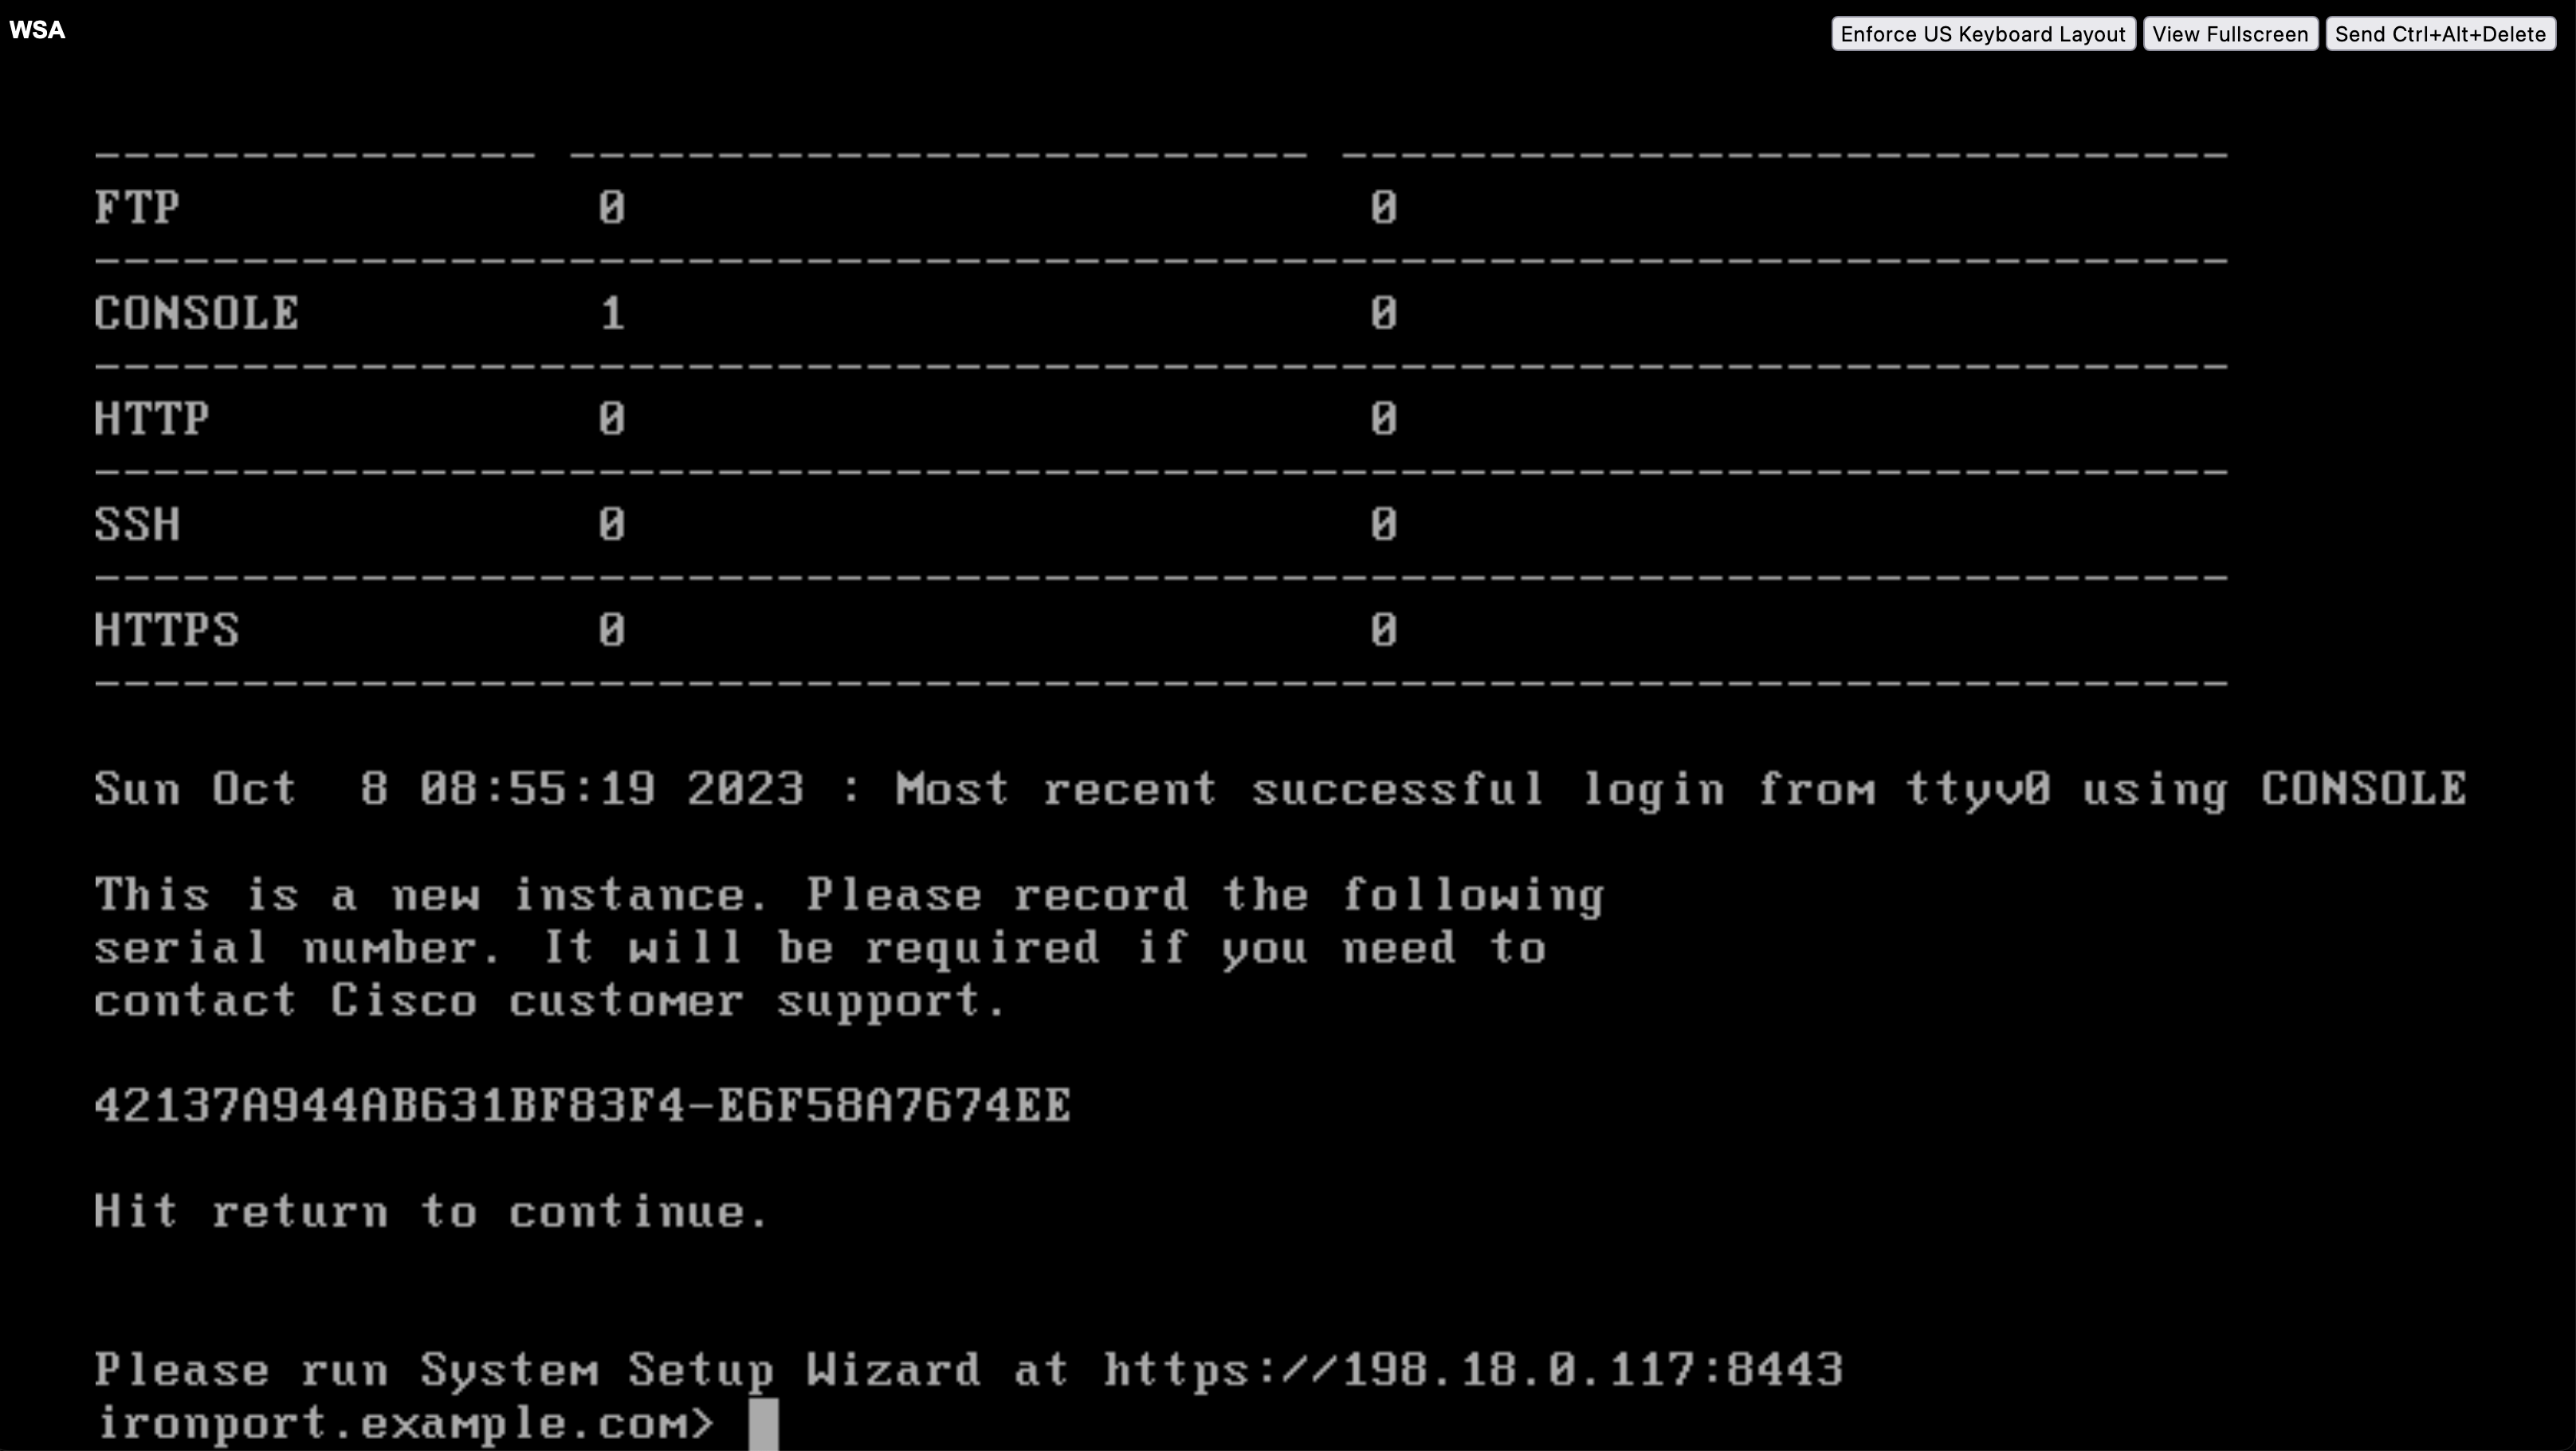 WSA
Enforce US Keyboard Layout View Fullscreen Send Ctrl+Alt+Delete
--------------- ------------------------- ------------------------------
FTP 0 0
------------------------------------------------------------------------
CONSOLE 1 0
------------------------------------------------------------------------
HTTP 0 0
------------------------------------------------------------------------
SSH 0 0
------------------------------------------------------------------------
HTTPS 0 0
------------------------------------------------------------------------
Sun Oct  8 08:55:19 2023 : Most recent successful login from ttyv0 using CONSOLE
This is a new instance. Please record the following
serial number. It will be required if you need to
contact Cisco customer support.
42137A944AB631BF83F4-E6F58A7674EE
Hit return to continue.
Please run System Setup Wizard at https://198.18.0.117:8443
ironport.example.com>